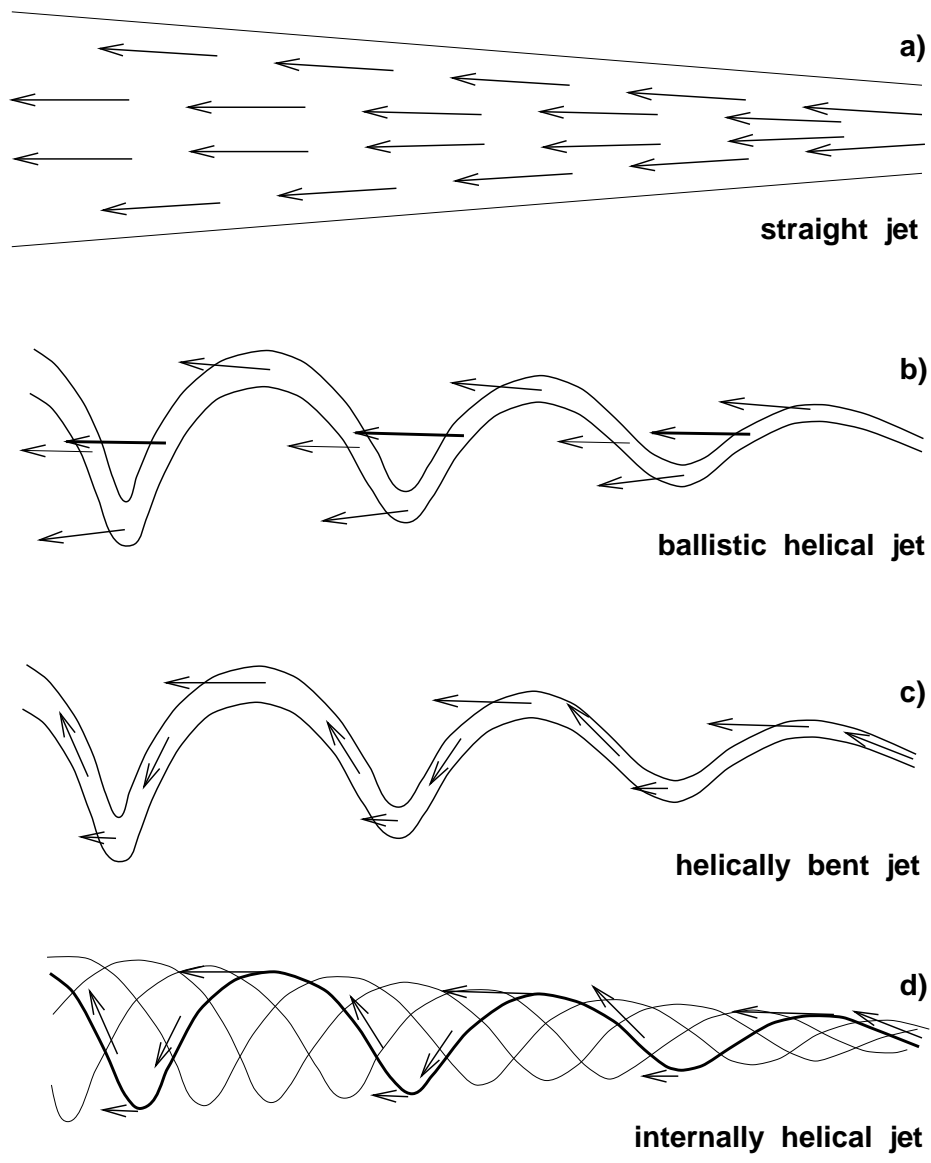 a)
straight jet
b)
ballistic helical jet
c)
helically bent jet
d)
internally helical jet